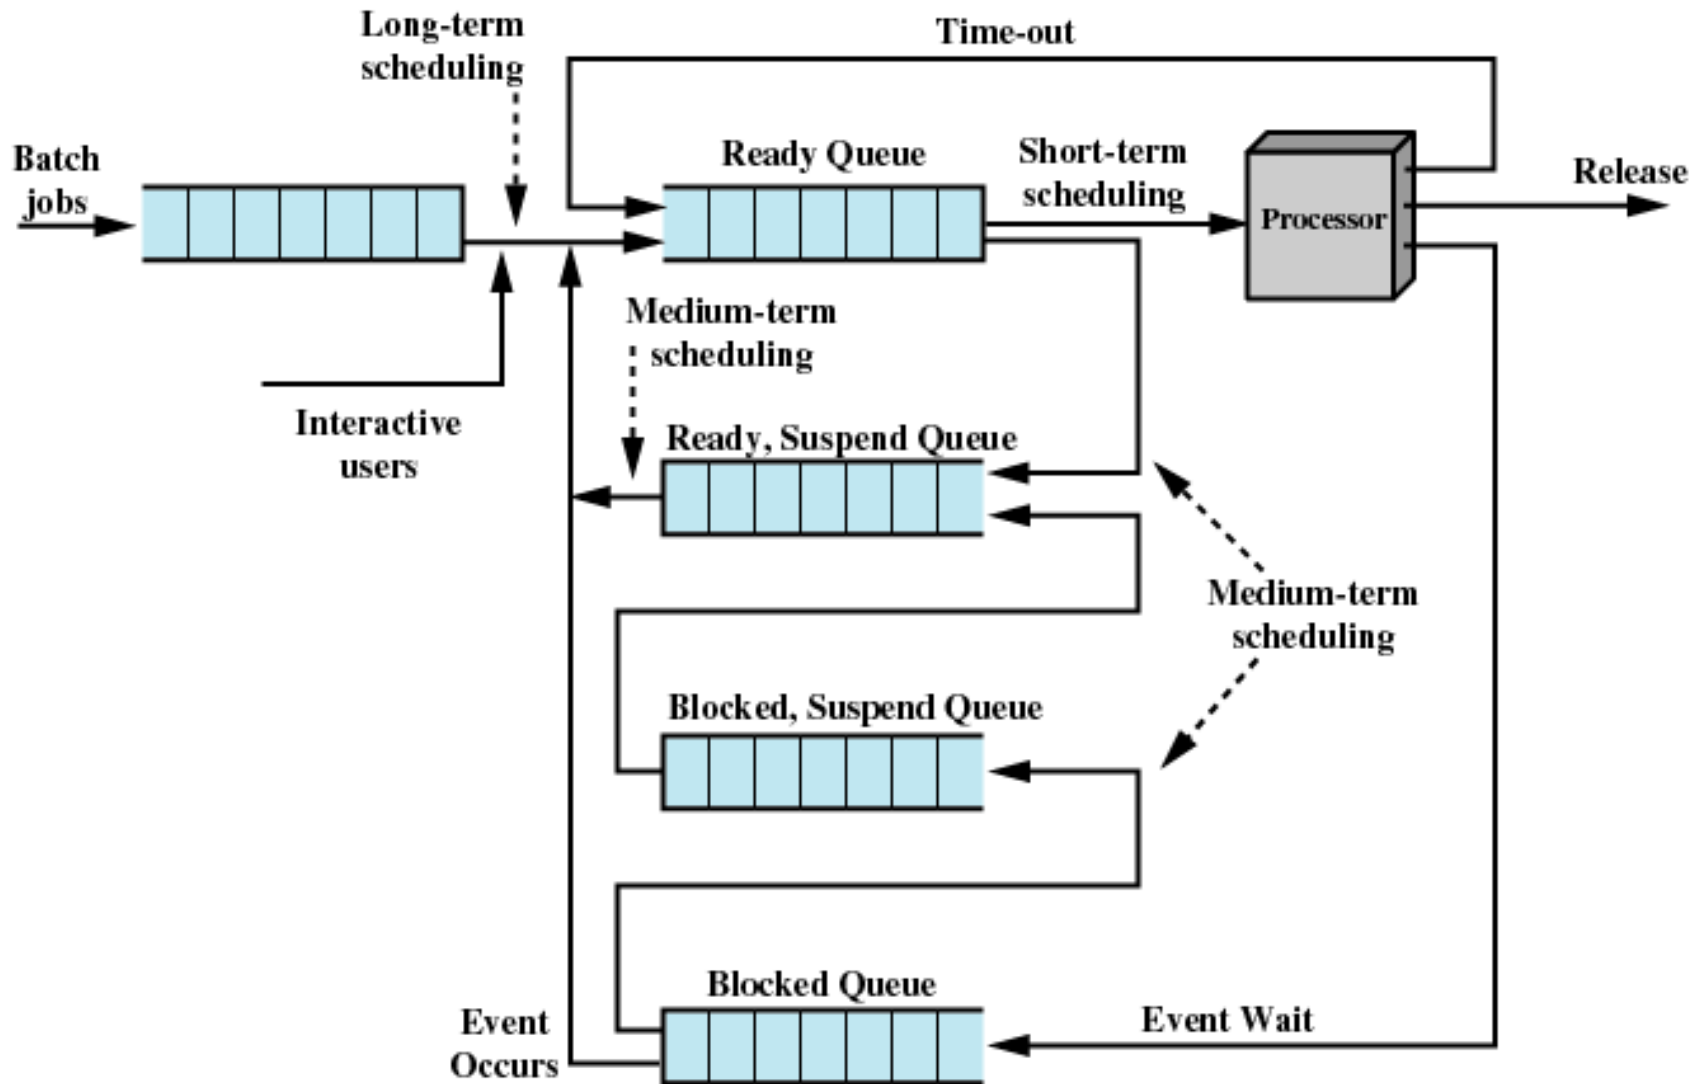 Long-term
scheduling
Time-out
Batch
jobs
Ready Queue
Short-term
scheduling
Processor
Release
Medium-term
scheduling
Interactive
users
Ready, Suspend Queue
Medium-term
scheduling
Blocked, Suspend Queue
Blocked Queue
Event
Occurs
Event Wait